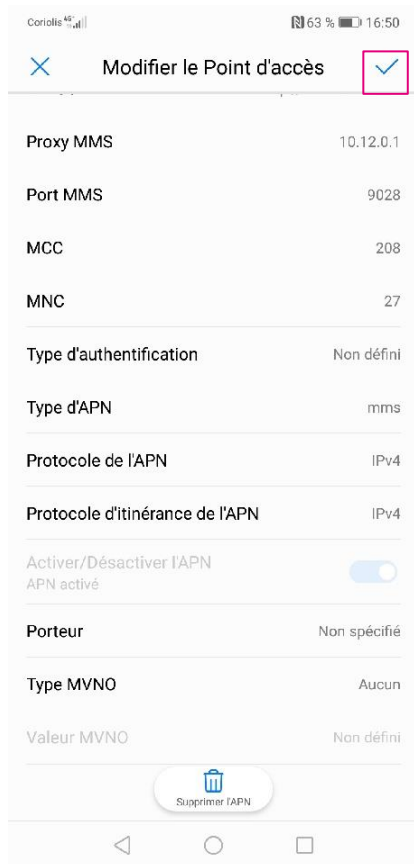 Coriolis 4G 63 % 16:50
Modifier le Point d'accès
Proxy MMS 10.12.0.1
Port MMS 9028
MCC 208
MNC 27
Type d'authentification Non défini
Type d'APN mms
Protocole de l'APN IPv4
Protocole d'itinérance de l'APN IPv4
Activer/Désactiver l'APN
APN activé
Porteur Non spécifié
Type MVNO Aucun
Valeur MVNO Non défini
Supprimer l'APN